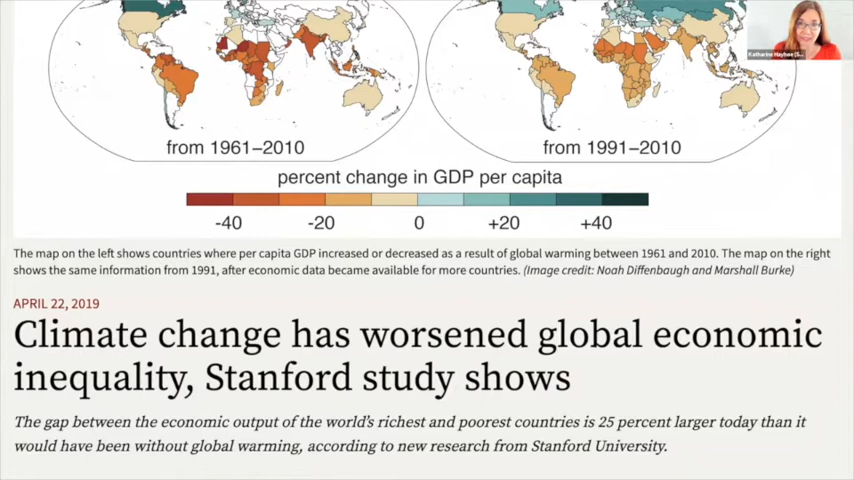 Katharine Hayhoe (S...
from 1961–2010
from 1991–2010
percent change in GDP per capita
-40
-20
0
+20
+40
The map on the left shows countries where per capita GDP increased or decreased as a result of global warming between 1961 and 2010. The map on the right
shows the same information from 1991, after economic data became available for more countries. (Image credit: Noah Diffenbaugh and Marshall Burke)
APRIL 22, 2019
Climate change has worsened global economic
inequality, Stanford study shows
The gap between the economic output of the world’s richest and poorest countries is 25 percent larger today than it
would have been without global warming, according to new research from Stanford University.